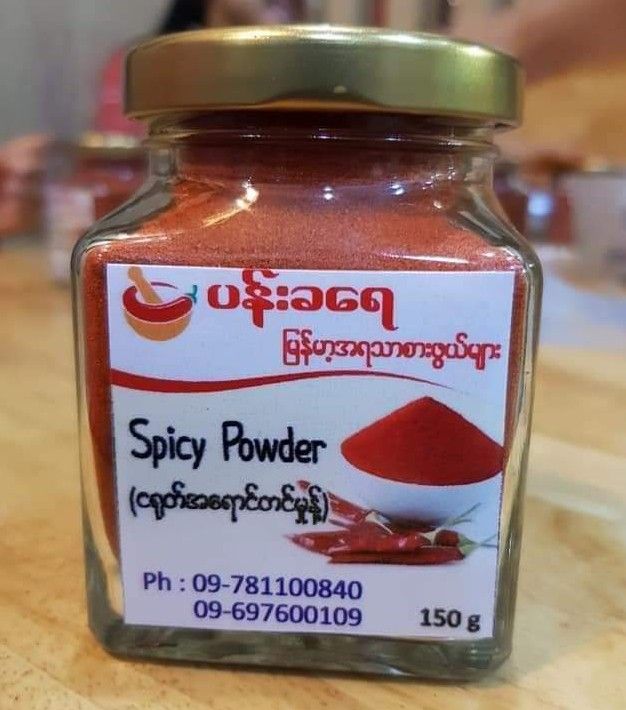 ပန်းခရေ
မြန်မာ့အရသာစားဖွယ်များ
Spicy Powder
(ငရုတ်အရောင်တင်မှုန့်)
Ph : 09-781100840
09-697600109
150 g